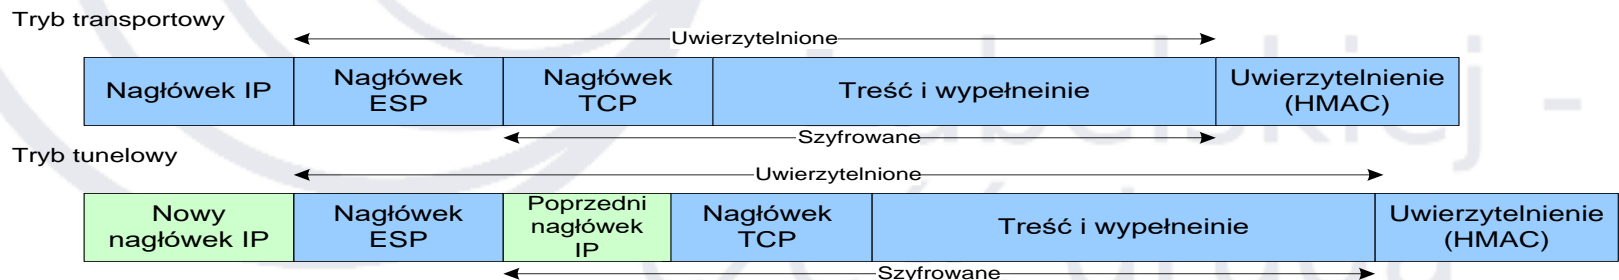 Tryb transportowy
Uwierzytelnione
Nagłówek IP
Nagłówek
ESP
Nagłówek
TCP
Treść i wypełneinie
Uwierzytelnienie
(HMAC)
Szyfrowane
Tryb tunelowy
Uwierzytelnione
Nowy
nagłówek IP
Nagłówek
ESP
Poprzedni
nagłówek
IP
Nagłówek
TCP
Treść i wypełneinie
Uwierzytelnienie
(HMAC)
Szyfrowane